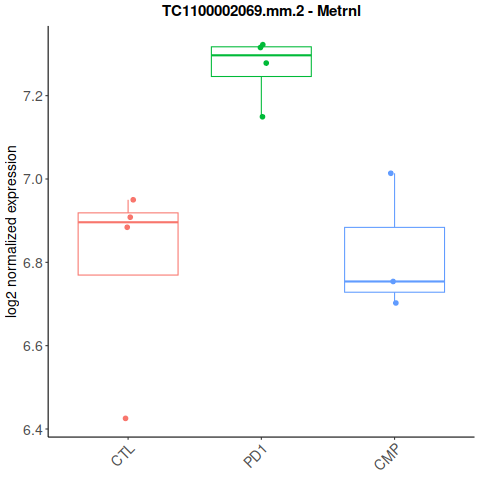 TC1100002069.mm.2 - Metrnl
log2 normalized expression
7.2
7.0
6.8
6.6
6.4
CTL
PD1
CMP